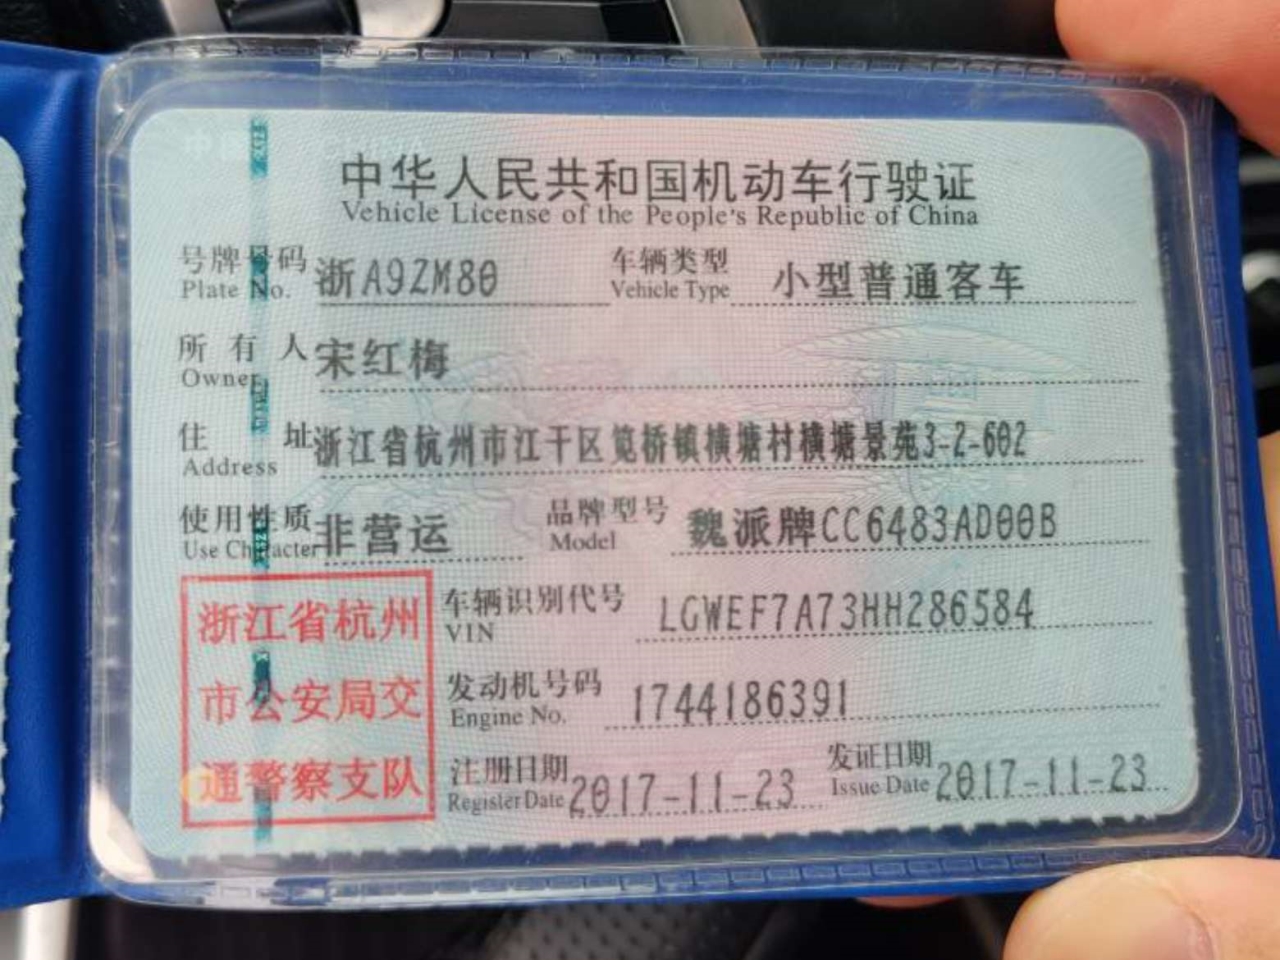 中华人民共和国机动车行驶证
Vehicle License of the People's Republic of China
号牌号码 浙A9ZM80 车辆类型 小型普通客车
Plate No. Vehicle Type
所有人 宋红梅
Owner
住址 浙江省杭州市江干区笕桥镇横塘村横塘景苑3-2-602
Address
使用性质 非营运 品牌型号 魏派牌CC6483AD00B
Use Character Model
浙江省杭州
市公安局交
通警察支队
车辆识别代号 LGWEF7A73HH286584
VIN
发动机号码 1744186391
Engine No.
注册日期 2017-11-23 发证日期 2017-11-23
Register Date Issue Date